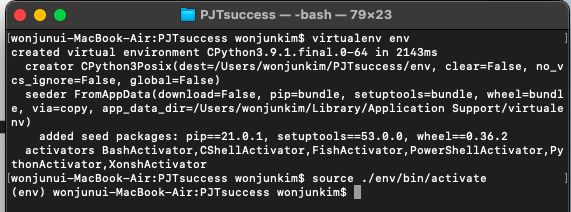 PJTsuccess — -bash — 79×23
[wonjunui-MacBook-Air:PJTsuccess wonjunkim$ virtualenv env ]
created virtual environment CPython3.9.1.final.0-64 in 2143ms
  creator CPython3Posix(dest=/Users/wonjunkim/PJTsuccess/env, clear=False, no_v
cs_ignore=False, global=False)
  seeder FromAppData(download=False, pip=bundle, setuptools=bundle, wheel=bundl
e, via=copy, app_data_dir=/Users/wonjunkim/Library/Application Support/virtuale
nv)
    added seed packages: pip==21.0.1, setuptools==53.0.0, wheel==0.36.2
  activators BashActivator,CShellActivator,FishActivator,PowerShellActivator,Py
thonActivator,XonshActivator
[wonjunui-MacBook-Air:PJTsuccess wonjunkim$ source ./env/bin/activate ]
(env) wonjunui-MacBook-Air:PJTsuccess wonjunkim$